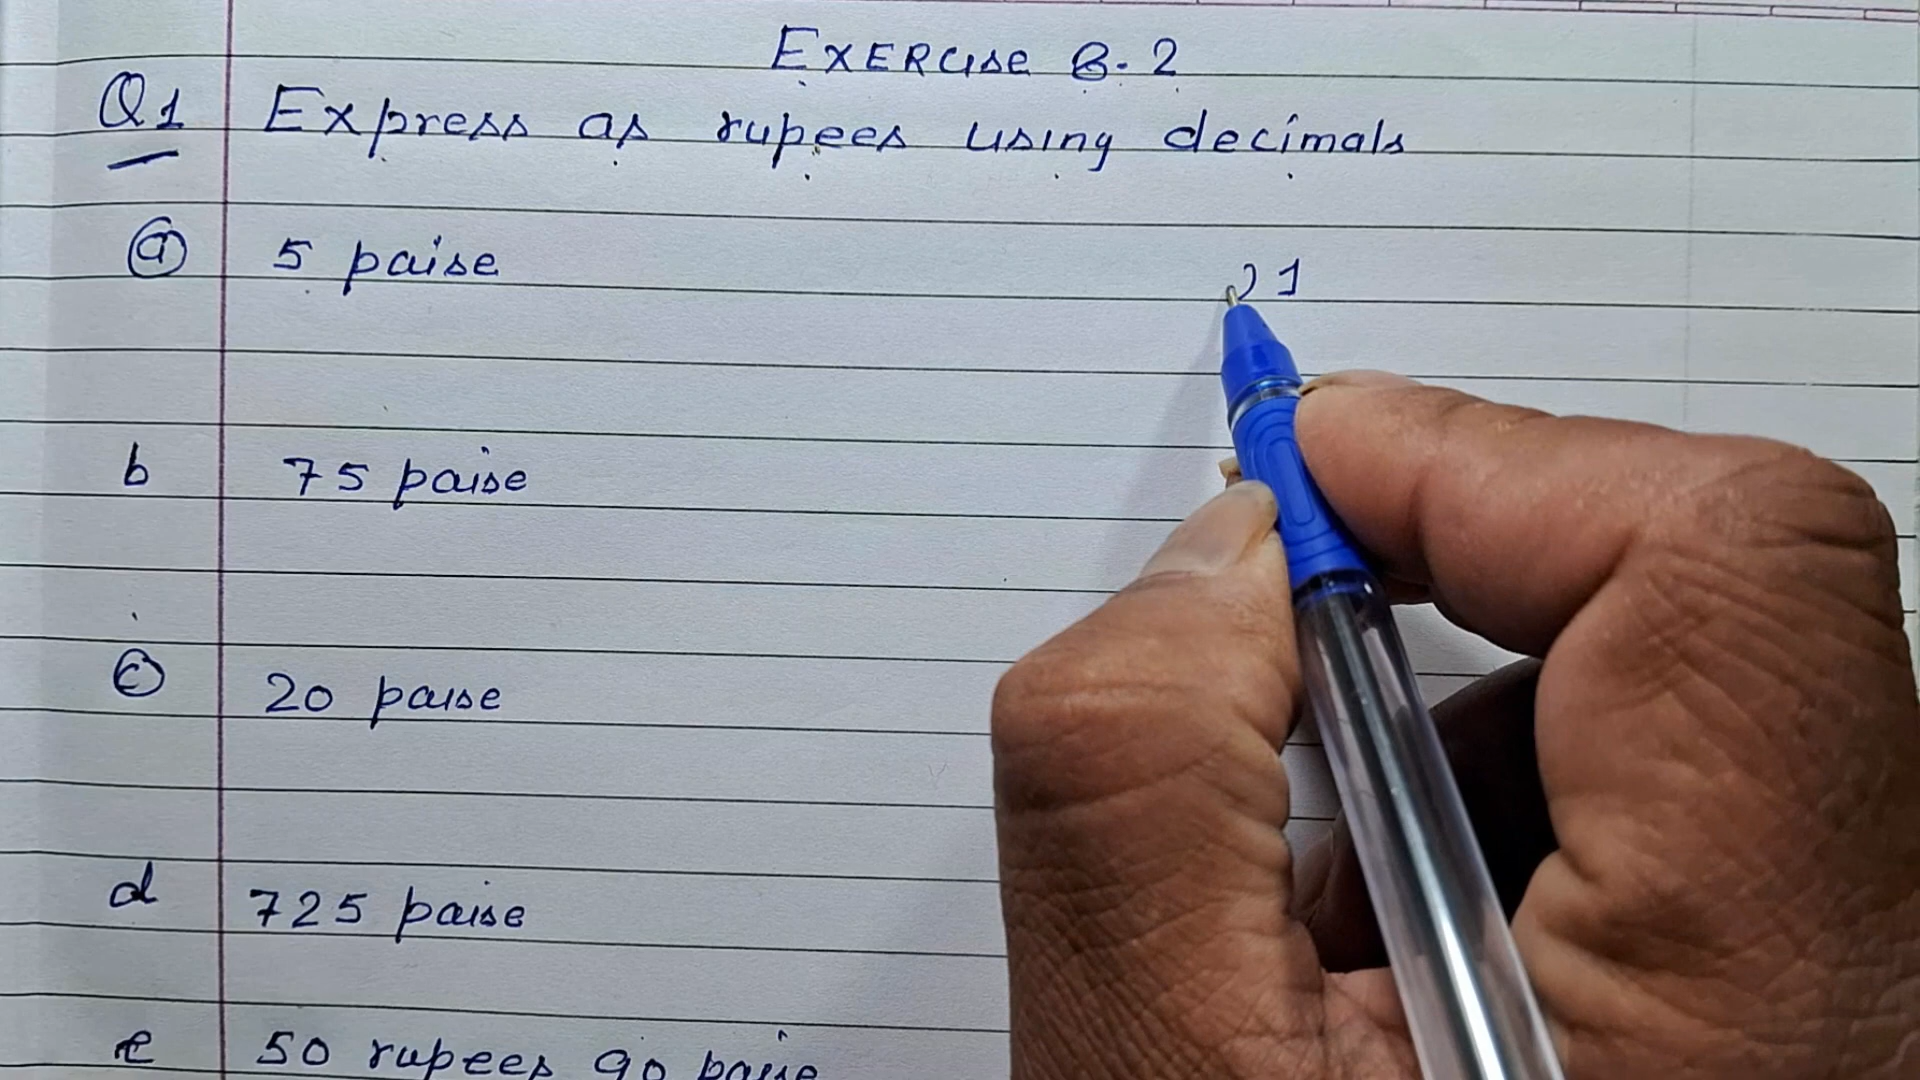 Exercise 8.2
Q1 Express as rupees using decimals
a 5 paise
1
b 75 paise
c 20 paise
d 725 paise
e 50 rupees 90 paise